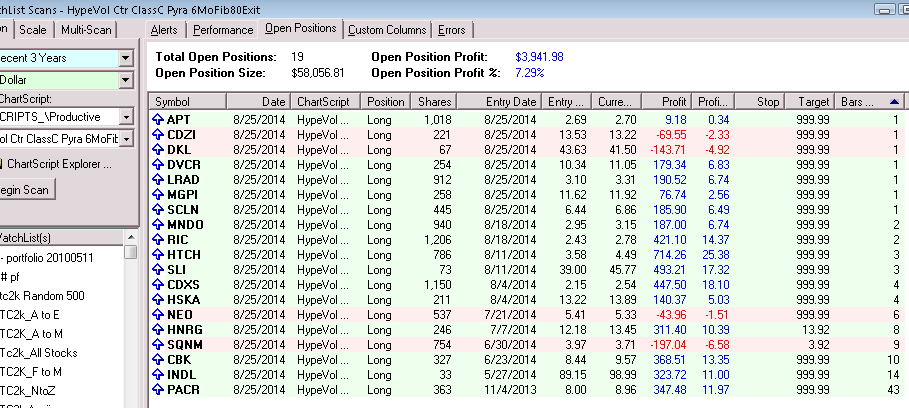 tchList Scans - HypeVol Ctr ClassC Pyra 6MoFib80Exit
on Scale Multi-Scan Alerts Performance Open Positions Custom Columns Errors
ecent 3 Years
Dollar
ChartScript:
CRIPTS_\Productive
ol Ctr ClassC Pyra 6MoFib
ChartScript Explorer ...
egin Scan
WatchList(s)
- portfolio 20100511
# pf
tc2k Random 500
TC2k_A to E
TC2k_A to M
Tc2k_All Stocks
TC2K_F to M
TC2k_NtoZ
Total Open Positions: 19 Open Position Profit: $3,941.98
Open Position Size: $58,056.81 Open Position Profit %: 7.29%
Symbol Date ChartScript Position Shares Entry Date Entry ... Curre... Profit Profi... Stop Target Bars ...
APT 8/25/2014 HypeVol ... Long 1,018 8/25/2014 2.69 2.70 9.18 0.34 999.99 1
CDZI 8/25/2014 HypeVol ... Long 221 8/25/2014 13.53 13.22 -69.55 -2.33 999.99 1
DKL 8/25/2014 HypeVol ... Long 67 8/25/2014 43.63 41.50 -143.71 -4.92 999.99 1
DVCR 8/25/2014 HypeVol ... Long 254 8/25/2014 10.34 11.05 179.34 6.83 999.99 1
LRAD 8/25/2014 HypeVol ... Long 912 8/25/2014 3.10 3.31 190.52 6.74 999.99 1
MGPI 8/25/2014 HypeVol ... Long 258 8/25/2014 11.62 11.92 76.74 2.56 999.99 1
SCLN 8/25/2014 HypeVol ... Long 445 8/25/2014 6.44 6.86 185.90 6.49 999.99 1
MNDO 8/25/2014 HypeVol ... Long 940 8/18/2014 2.95 3.15 187.00 6.74 999.99 2
RIC 8/25/2014 HypeVol ... Long 1,206 8/18/2014 2.43 2.78 421.10 14.37 999.99 2
HTCH 8/25/2014 HypeVol ... Long 786 8/11/2014 3.58 4.49 714.26 25.38 999.99 3
SLI 8/25/2014 HypeVol ... Long 73 8/11/2014 39.00 45.77 493.21 17.32 999.99 3
CDXS 8/25/2014 HypeVol ... Long 1,150 8/4/2014 2.15 2.54 447.50 18.10 999.99 4
HSKA 8/25/2014 HypeVol ... Long 211 8/4/2014 13.22 13.89 140.37 5.03 999.99 4
NEO 8/25/2014 HypeVol ... Long 537 7/21/2014 5.41 5.33 -43.96 -1.51 999.99 6
HNRG 8/25/2014 HypeVol ... Long 246 7/7/2014 12.18 13.45 311.40 10.39 13.92 8
SQNM 8/25/2014 HypeVol ... Long 754 6/30/2014 3.97 3.71 -197.04 -6.58 3.92 9
CBK 8/25/2014 HypeVol ... Long 327 6/23/2014 8.44 9.57 368.51 13.35 999.99 10
INDL 8/25/2014 HypeVol ... Long 33 5/27/2014 89.15 98.99 323.72 11.00 999.99 14
PACR 8/25/2014 HypeVol ... Long 363 11/4/2013 8.00 8.96 347.48 11.97 999.99 43